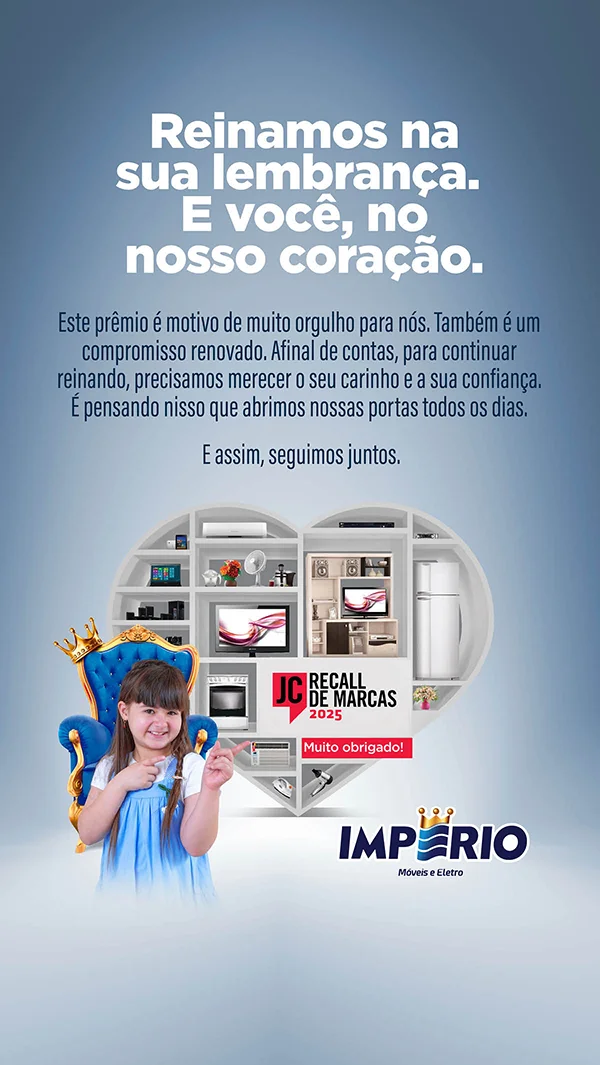 Reinamos na
sua lembrança.
E você, no
nosso coração.
Este prêmio é motivo de muito orgulho para nós. Também é um
compromisso renovado. Afinal de contas, para continuar
reinando, precisamos merecer o seu carinho e a sua confiança.
É pensando nisso que abrimos nossas portas todos os dias.
E assim, seguimos juntos.
JC RECALL
DE MARCAS
2025
Muito obrigado!
IMPÉRIO
Móveis e Eletro